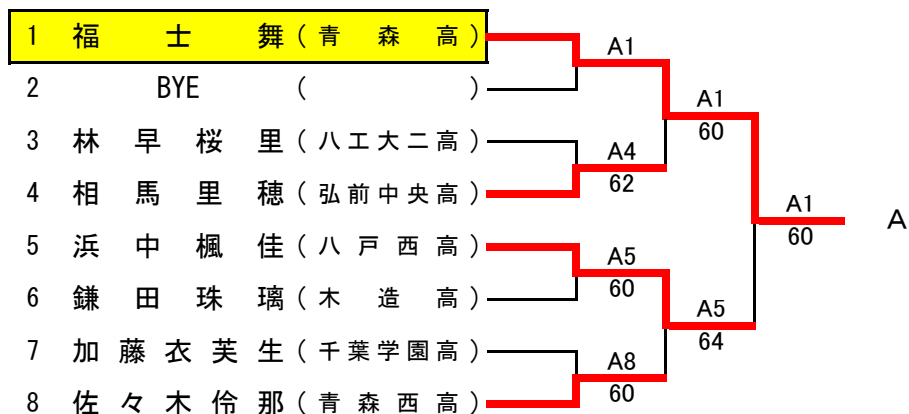 1 福士舞(青森高)
A1
2 BYE ( )
A1
60
3 林早桜里(八工大二高)
A4
62
4 相馬里穂(弘前中央高)
A1
60
A
5 浜中楓佳(八戸西高)
A5
60
6 鎌田珠璃(木造高)
A5
64
7 加藤衣芙生(千葉学園高)
A8
60
8 佐々木伶那(青森西高)